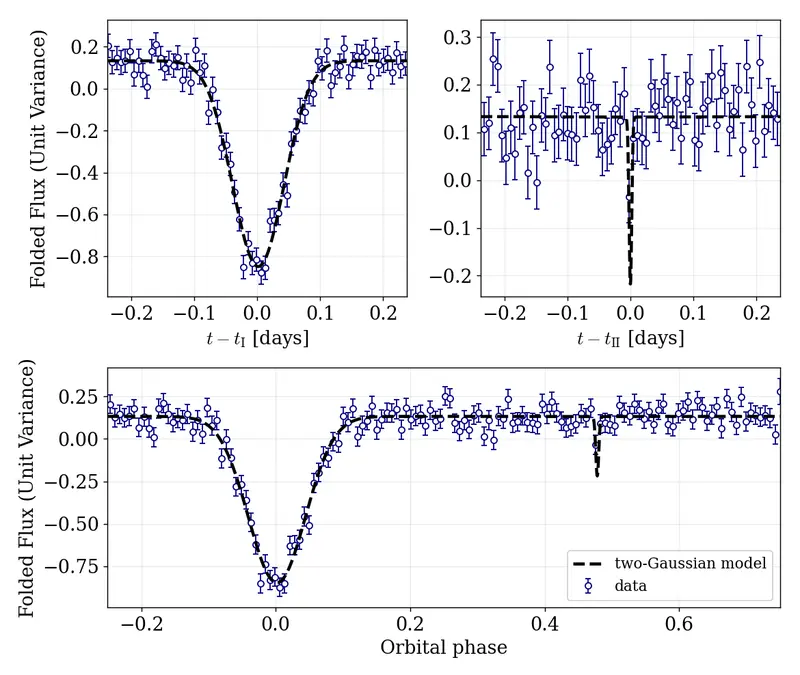 Folded Flux (Unit Variance)
0.2
0.0
−0.2
−0.4
−0.6
−0.8
−0.2 −0.1 0.0 0.1 0.2
t − tI [days]
0.3
0.2
0.1
0.0
−0.1
−0.2
−0.2 −0.1 0.0 0.1 0.2
t − tII [days]
Folded Flux (Unit Variance)
0.25
0.00
−0.25
−0.50
−0.75
two-Gaussian model
data
−0.2 0.0 0.2 0.4 0.6
Orbital phase